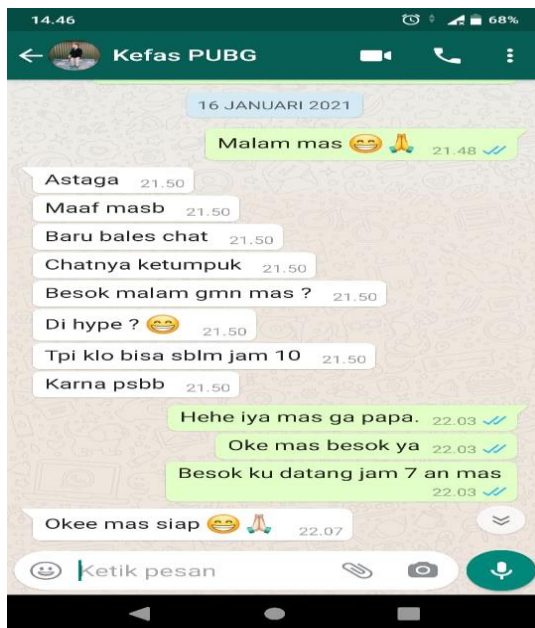 14.46 68%
Kefas PUBG
16 JANUARI 2021
Malam mas 😁 🙏 21.48
Astaga 21.50
Maaf masb 21.50
Baru bales chat 21.50
Chatnya ketumpuk 21.50
Besok malam gmn mas ? 21.50
Di hype ? 😁 21.50
Tpi klo bisa sblm jam 10 21.50
Karna psbb 21.50
Hehe iya mas ga papa. 22.03
Oke mas besok ya 22.03
Besok ku datang jam 7 an mas
22.03
Okee mas siap 😁 🙏 22.07
Ketik pesan